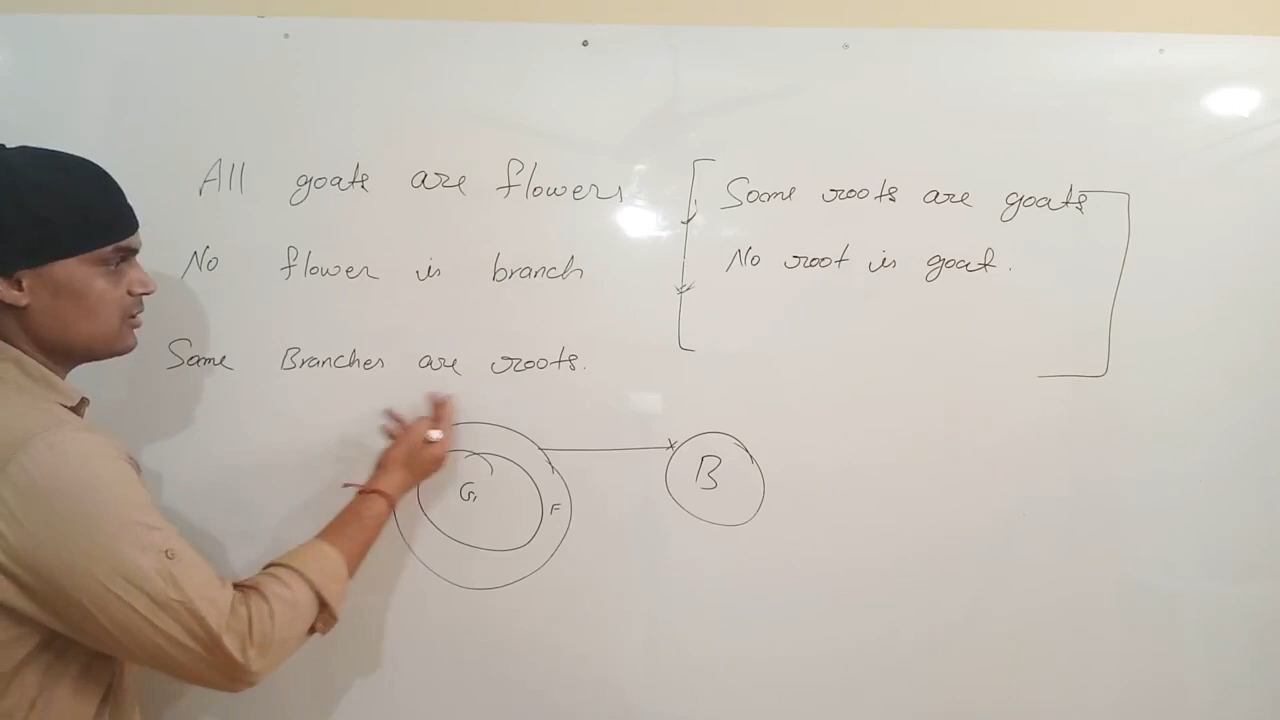 All goats are flowers
No flower is branch
Some Branches are roots.
Some roots are goats
No root is goat.
G
F
B